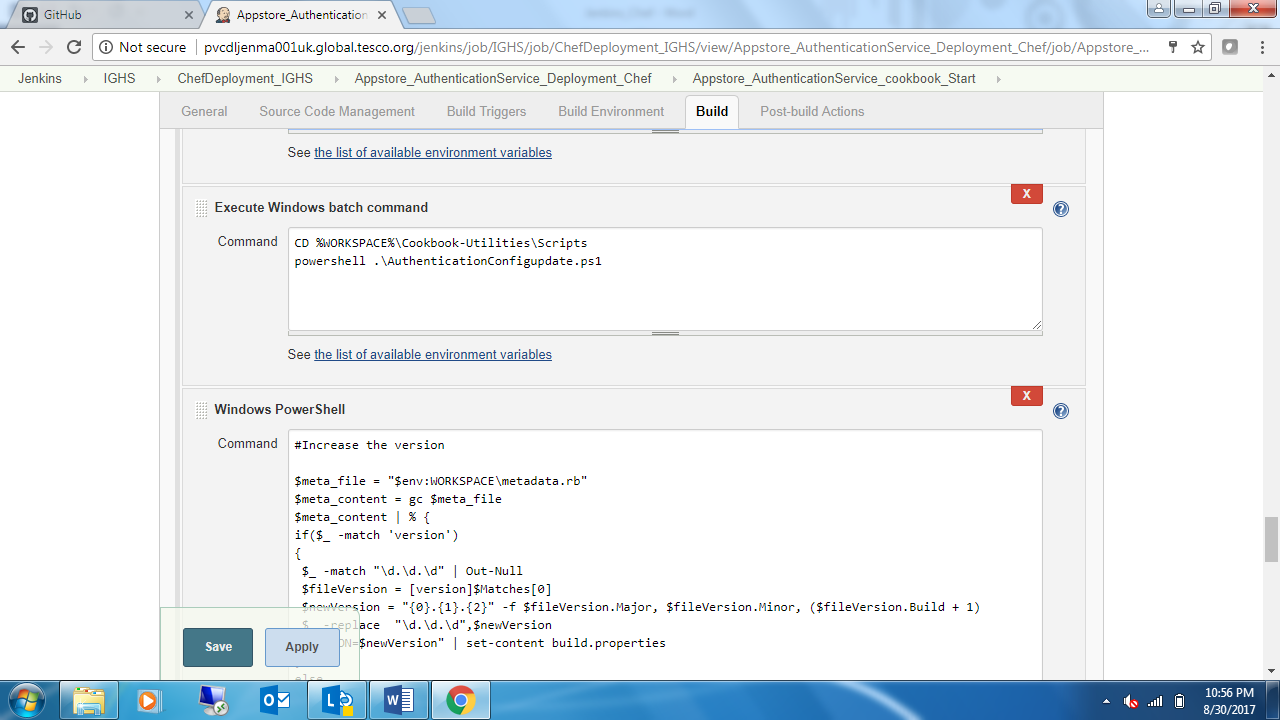 GitHub
Appstore_Authentication
Not secure
pvcdljenma001uk.global.tesco.org/jenkins/job/IGHS/job/ChefDeployment_IGHS/view/Appstore_AuthenticationService_Deployment_Chef/job/Appstore_...
Jenkins IGHS ChefDeployment_IGHS Appstore_AuthenticationService_Deployment_Chef Appstore_AuthenticationService_cookbook_Start
General Source Code Management Build Triggers Build Environment Build Post-build Actions
See the list of available environment variables
X
Execute Windows batch command
Command
CD %WORKSPACE%\Cookbook-Utilities\Scripts
powershell .\AuthenticationConfigupdate.ps1
See the list of available environment variables
X
Windows PowerShell
Command
#Increase the version
$meta_file = "$env:WORKSPACE\metadata.rb"
$meta_content = gc $meta_file
$meta_content | % {
if($_ -match 'version')
{
$_ -match "\d.\d.\d" | Out-Null
$fileVersion = [version]$Matches[0]
$newVersion = "{0}.{1}.{2}" -f $fileVersion.Major, $fileVersion.Minor, ($fileVersion.Build + 1)
$_ -replace "\d.\d.\d",$newVersion
ON=$newVersion" | set-content build.properties
else
Save Apply
10:56 PM
8/30/2017